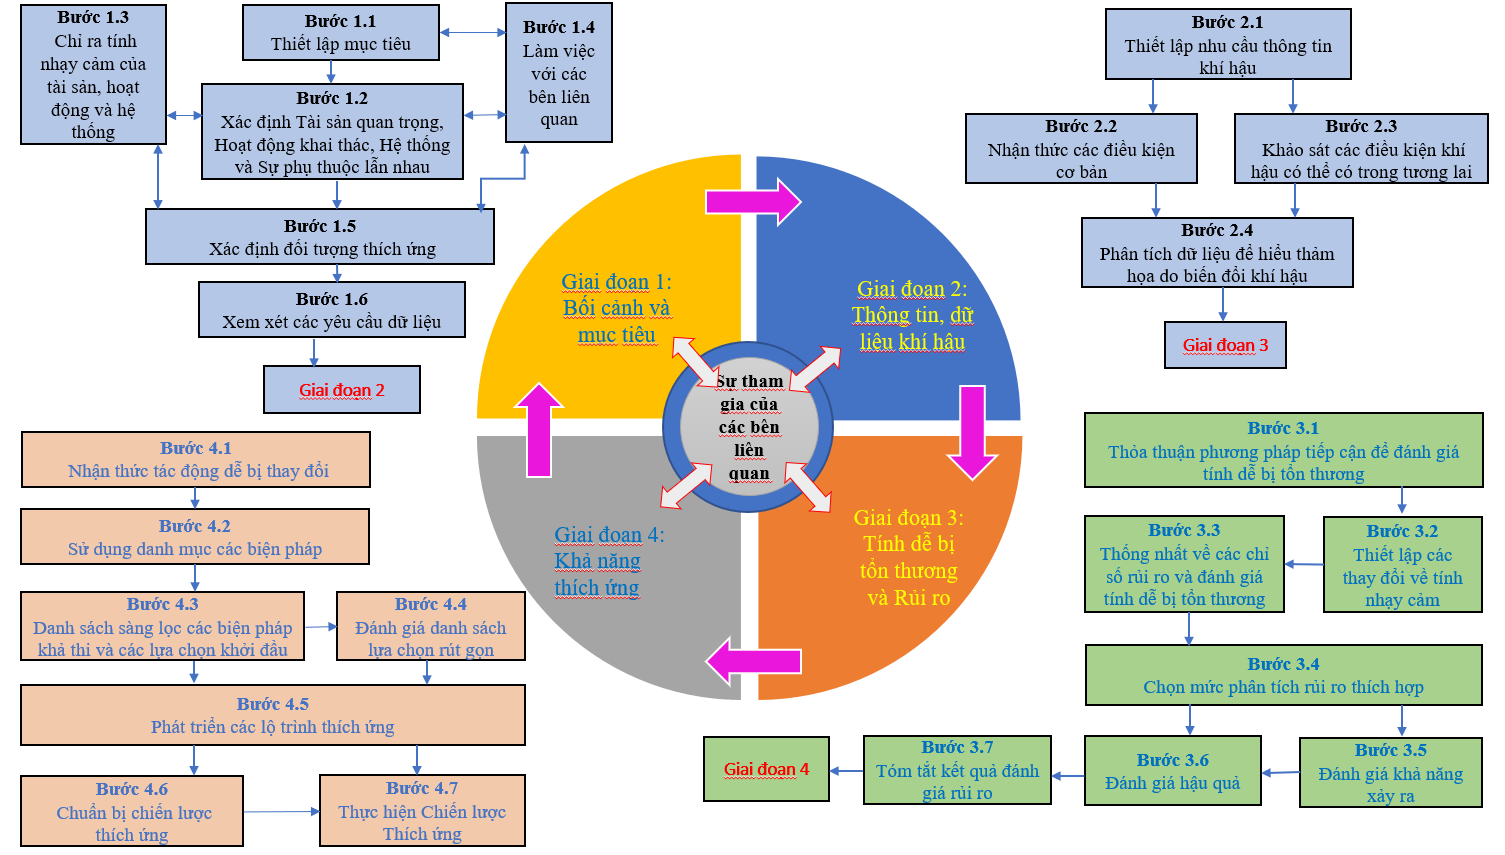 Bước 1.3
Chỉ ra tính
nhạy cảm của
tài sản, hoạt
động và hệ
thống
Bước 1.1
Thiết lập mục tiêu
Bước 1.4
Làm việc
với các
bên liên
quan
Bước 1.2
Xác định Tài sản quan trọng,
Hoạt động khai thác, Hệ thống
và Sự phụ thuộc lẫn nhau
Bước 1.5
Xác định đối tượng thích ứng
Bước 1.6
Xem xét các yêu cầu dữ liệu
Giai đoạn 2
Bước 2.1
Thiết lập nhu cầu thông tin
khí hậu
Bước 2.2
Nhận thức các điều kiện
cơ bản
Bước 2.3
Khảo sát các điều kiện khí
hậu có thể có trong tương lai
Bước 2.4
Phân tích dữ liệu để hiểu thảm
họa do biến đổi khí hậu
Giai đoạn 3
Giai đoạn 1:
Bối cảnh và
mục tiêu
Giai đoạn 2:
Thông tin, dữ
liệu khí hậu
Sự tham
gia của
các bên
liên
quan
Giai đoạn 4:
Khả năng
thích ứng
Giai đoạn 3:
Tính dễ bị
tổn thương
và Rủi ro
Bước 4.1
Nhận thức tác động dễ bị thay đổi
Bước 4.2
Sử dụng danh mục các biện pháp
Bước 4.3
Danh sách sàng lọc các biện pháp
khả thi và các lựa chọn khởi đầu
Bước 4.4
Đánh giá danh sách
lựa chọn rút gọn
Bước 4.5
Phát triển các lộ trình thích ứng
Bước 4.6
Chuẩn bị chiến lược
thích ứng
Bước 4.7
Thực hiện Chiến lược
Thích ứng
Bước 3.1
Thỏa thuận phương pháp tiếp cận để đánh giá
tính dễ bị tổn thương
Bước 3.3
Thống nhất về các chỉ
số rủi ro và đánh giá
tính dễ bị tổn thương
Bước 3.2
Thiết lập các
thay đổi về tính
nhạy cảm
Bước 3.4
Chọn mức phân tích rủi ro thích hợp
Giai đoạn 4
Bước 3.7
Tóm tắt kết quả đánh
giá rủi ro
Bước 3.6
Đánh giá hậu quả
Bước 3.5
Đánh giá khả năng
xảy ra